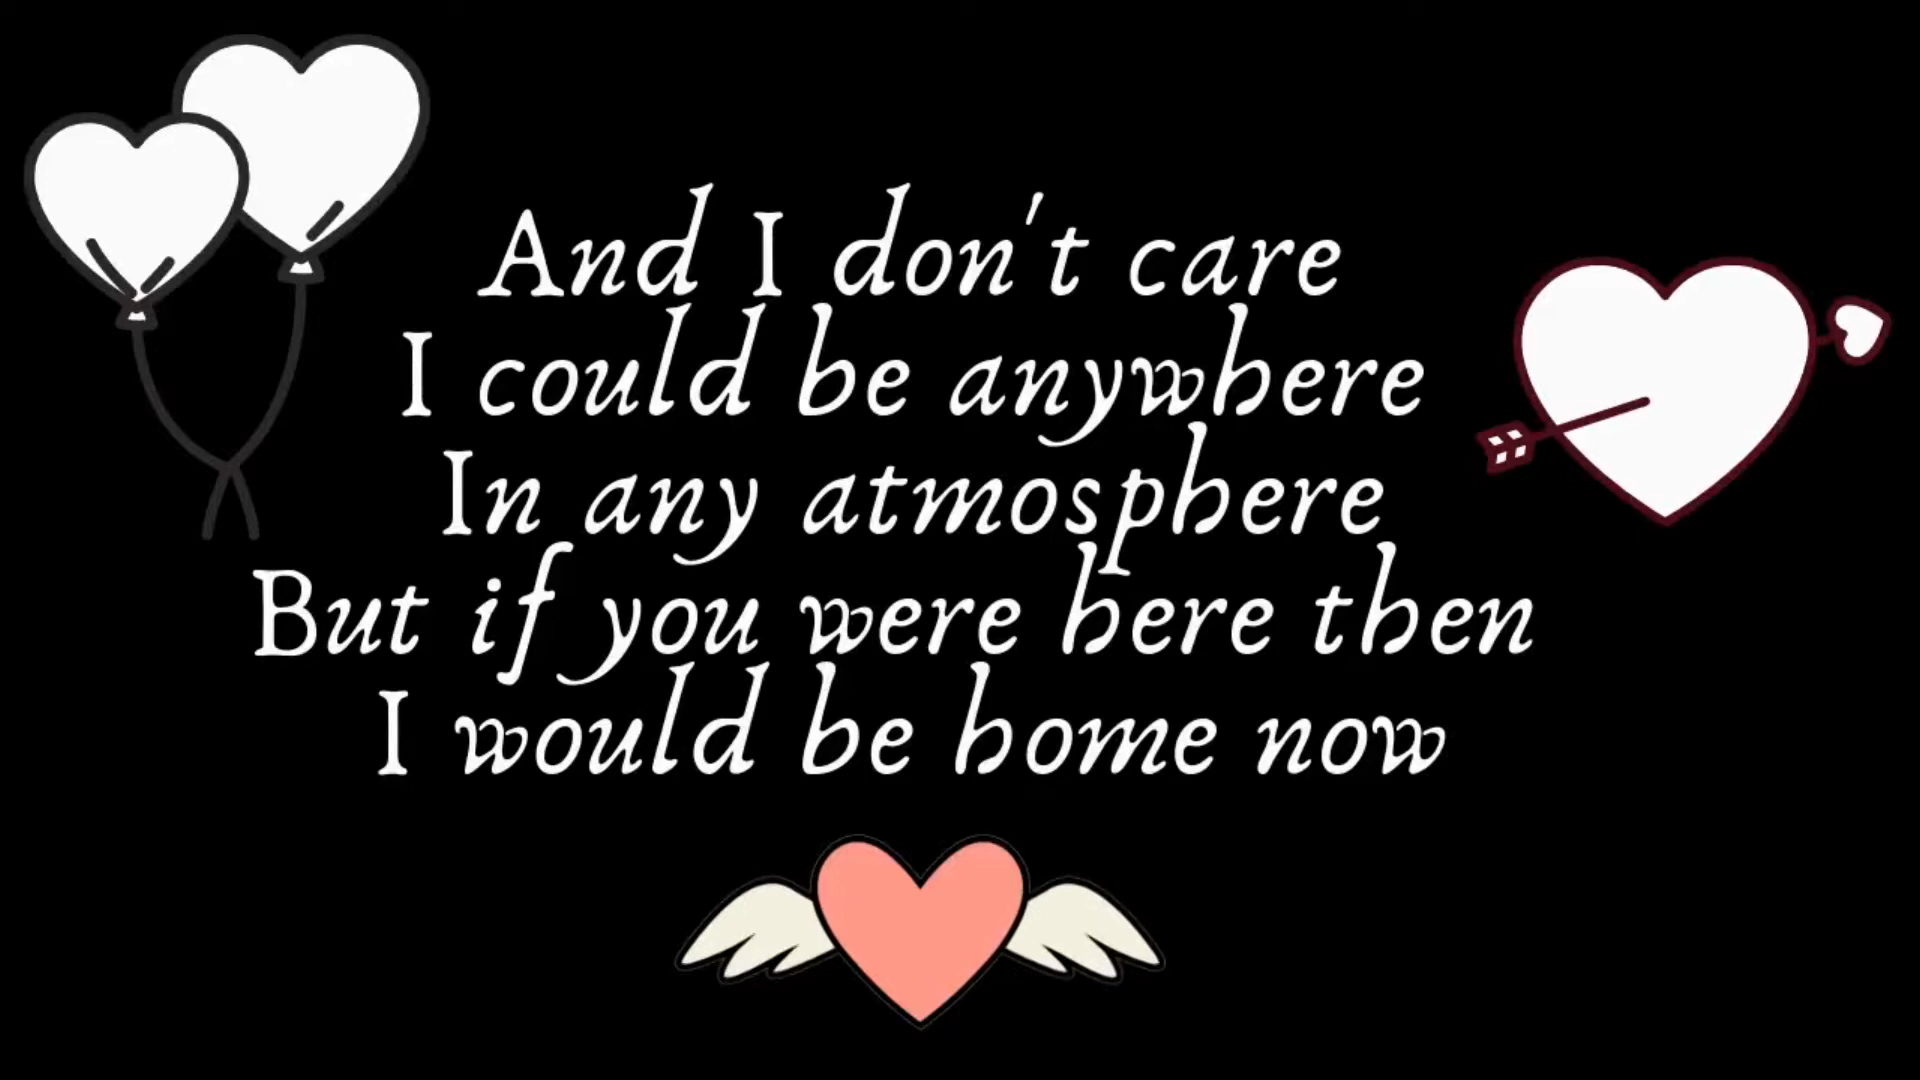 And I don't care
I could be anywhere
In any atmosphere
But if you were here then
I would be home now